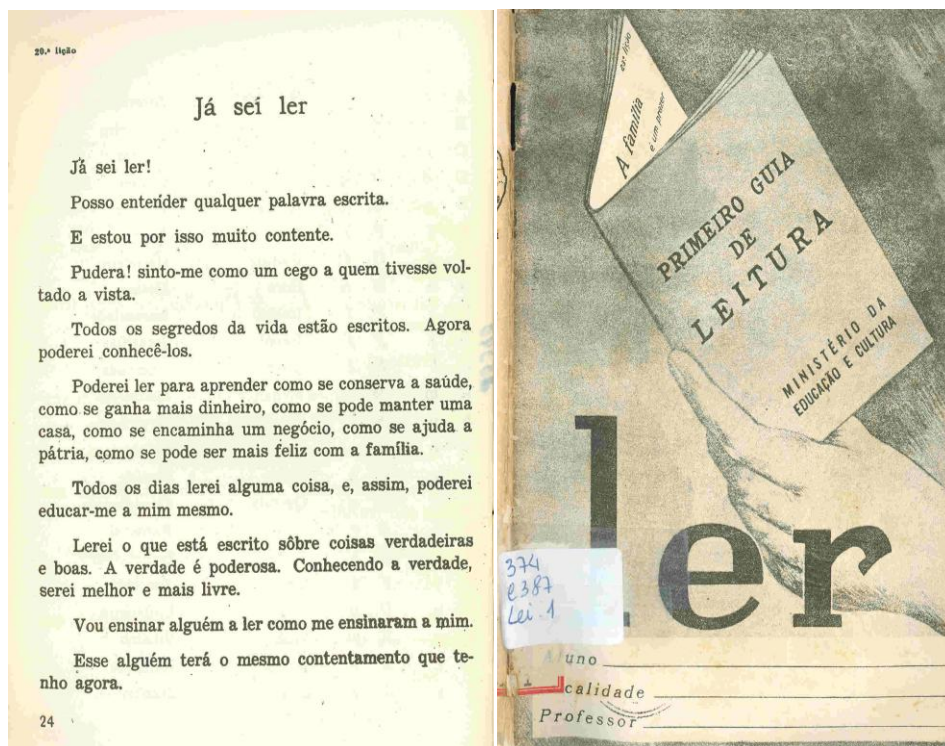 20.ª lição
Já sei ler
Já sei ler!
Posso entender qualquer palavra escrita.
E estou por isso muito contente.
Pudera! sinto-me como um cego a quem tivesse vol-
tado a vista.
Todos os segredos da vida estão escritos. Agora
poderei conhecê-los.
Poderei ler para aprender como se conserva a saúde,
como se ganha mais dinheiro, como se pode manter uma
casa, como se encaminha um negócio, como se ajuda a
pátria, como se pode ser mais feliz com a família.
Todos os dias lerei alguma coisa, e, assim, poderei
educar-me a mim mesmo.
Lerei o que está escrito sôbre coisas verdadeiras
e boas. A verdade é poderosa. Conhecendo a verdade,
serei melhor e mais livre.
Vou ensinar alguém a ler como me ensinaram a mim.
Esse alguém terá o mesmo contentamento que te-
nho agora.
24
lição
A família
é um prazer
PRIMEIRO GUIA
DE
LEITURA
MINISTÉRIO DA
EDUCAÇÃO E CULTURA
ler
374
e387
Lei. 1
Aluno
calidade
Professor